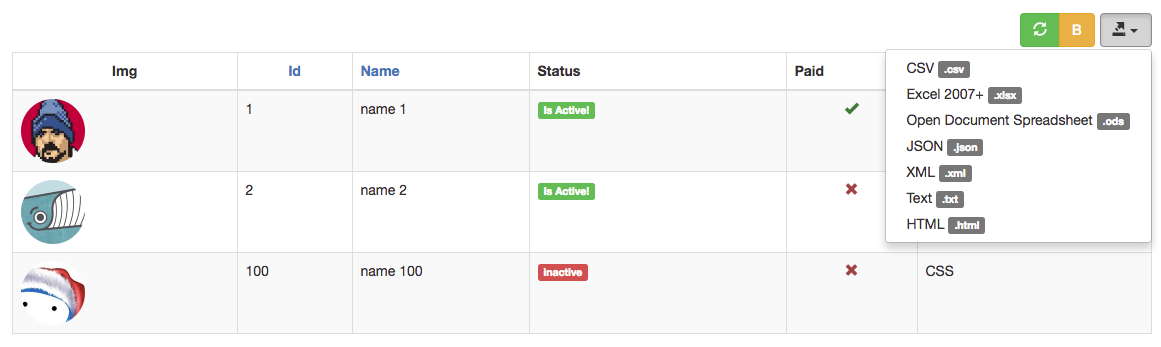 B
Img Id Name Status Paid
CSV .csv
Excel 2007+ .xlsx
Open Document Spreadsheet .ods
JSON .json
XML .xml
Text .txt
HTML .html
1 name 1 Is Active!
2 name 2 Is Active!
100 name 100 Inactive CSS